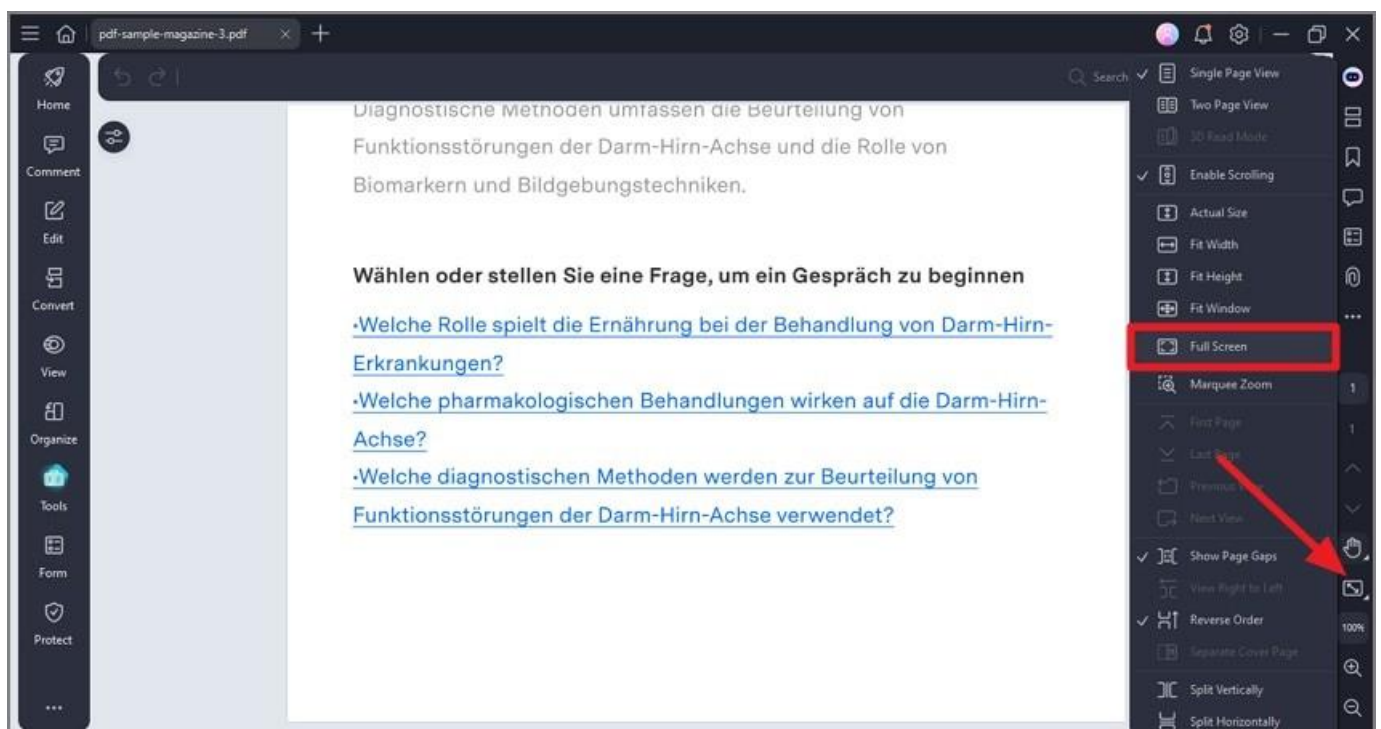 pdf-sample-magazine-3.pdf
Home
Comment
Edit
Convert
View
Organize
Tools
Form
Protect
Search
Diagnostische Methoden umfassen die Beurteilung von
Funktionsstörungen der Darm-Hirn-Achse und die Rolle von
Biomarkern und Bildgebungstechniken.
Wählen oder stellen Sie eine Frage, um ein Gespräch zu beginnen
•Welche Rolle spielt die Ernährung bei der Behandlung von Darm-Hirn-
Erkrankungen?
•Welche pharmakologischen Behandlungen wirken auf die Darm-Hirn-
Achse?
•Welche diagnostischen Methoden werden zur Beurteilung von
Funktionsstörungen der Darm-Hirn-Achse verwendet?
Single Page View
Two Page View
3D Read Mode
Enable Scrolling
Actual Size
Fit Width
Fit Height
Fit Window
Full Screen
Marquee Zoom
First Page
Last Page
Previous View
Next View
Show Page Gaps
View Right to Left
Reverse Order
Separate Cover Page
Split Vertically
Split Horizontally
1
1
100%